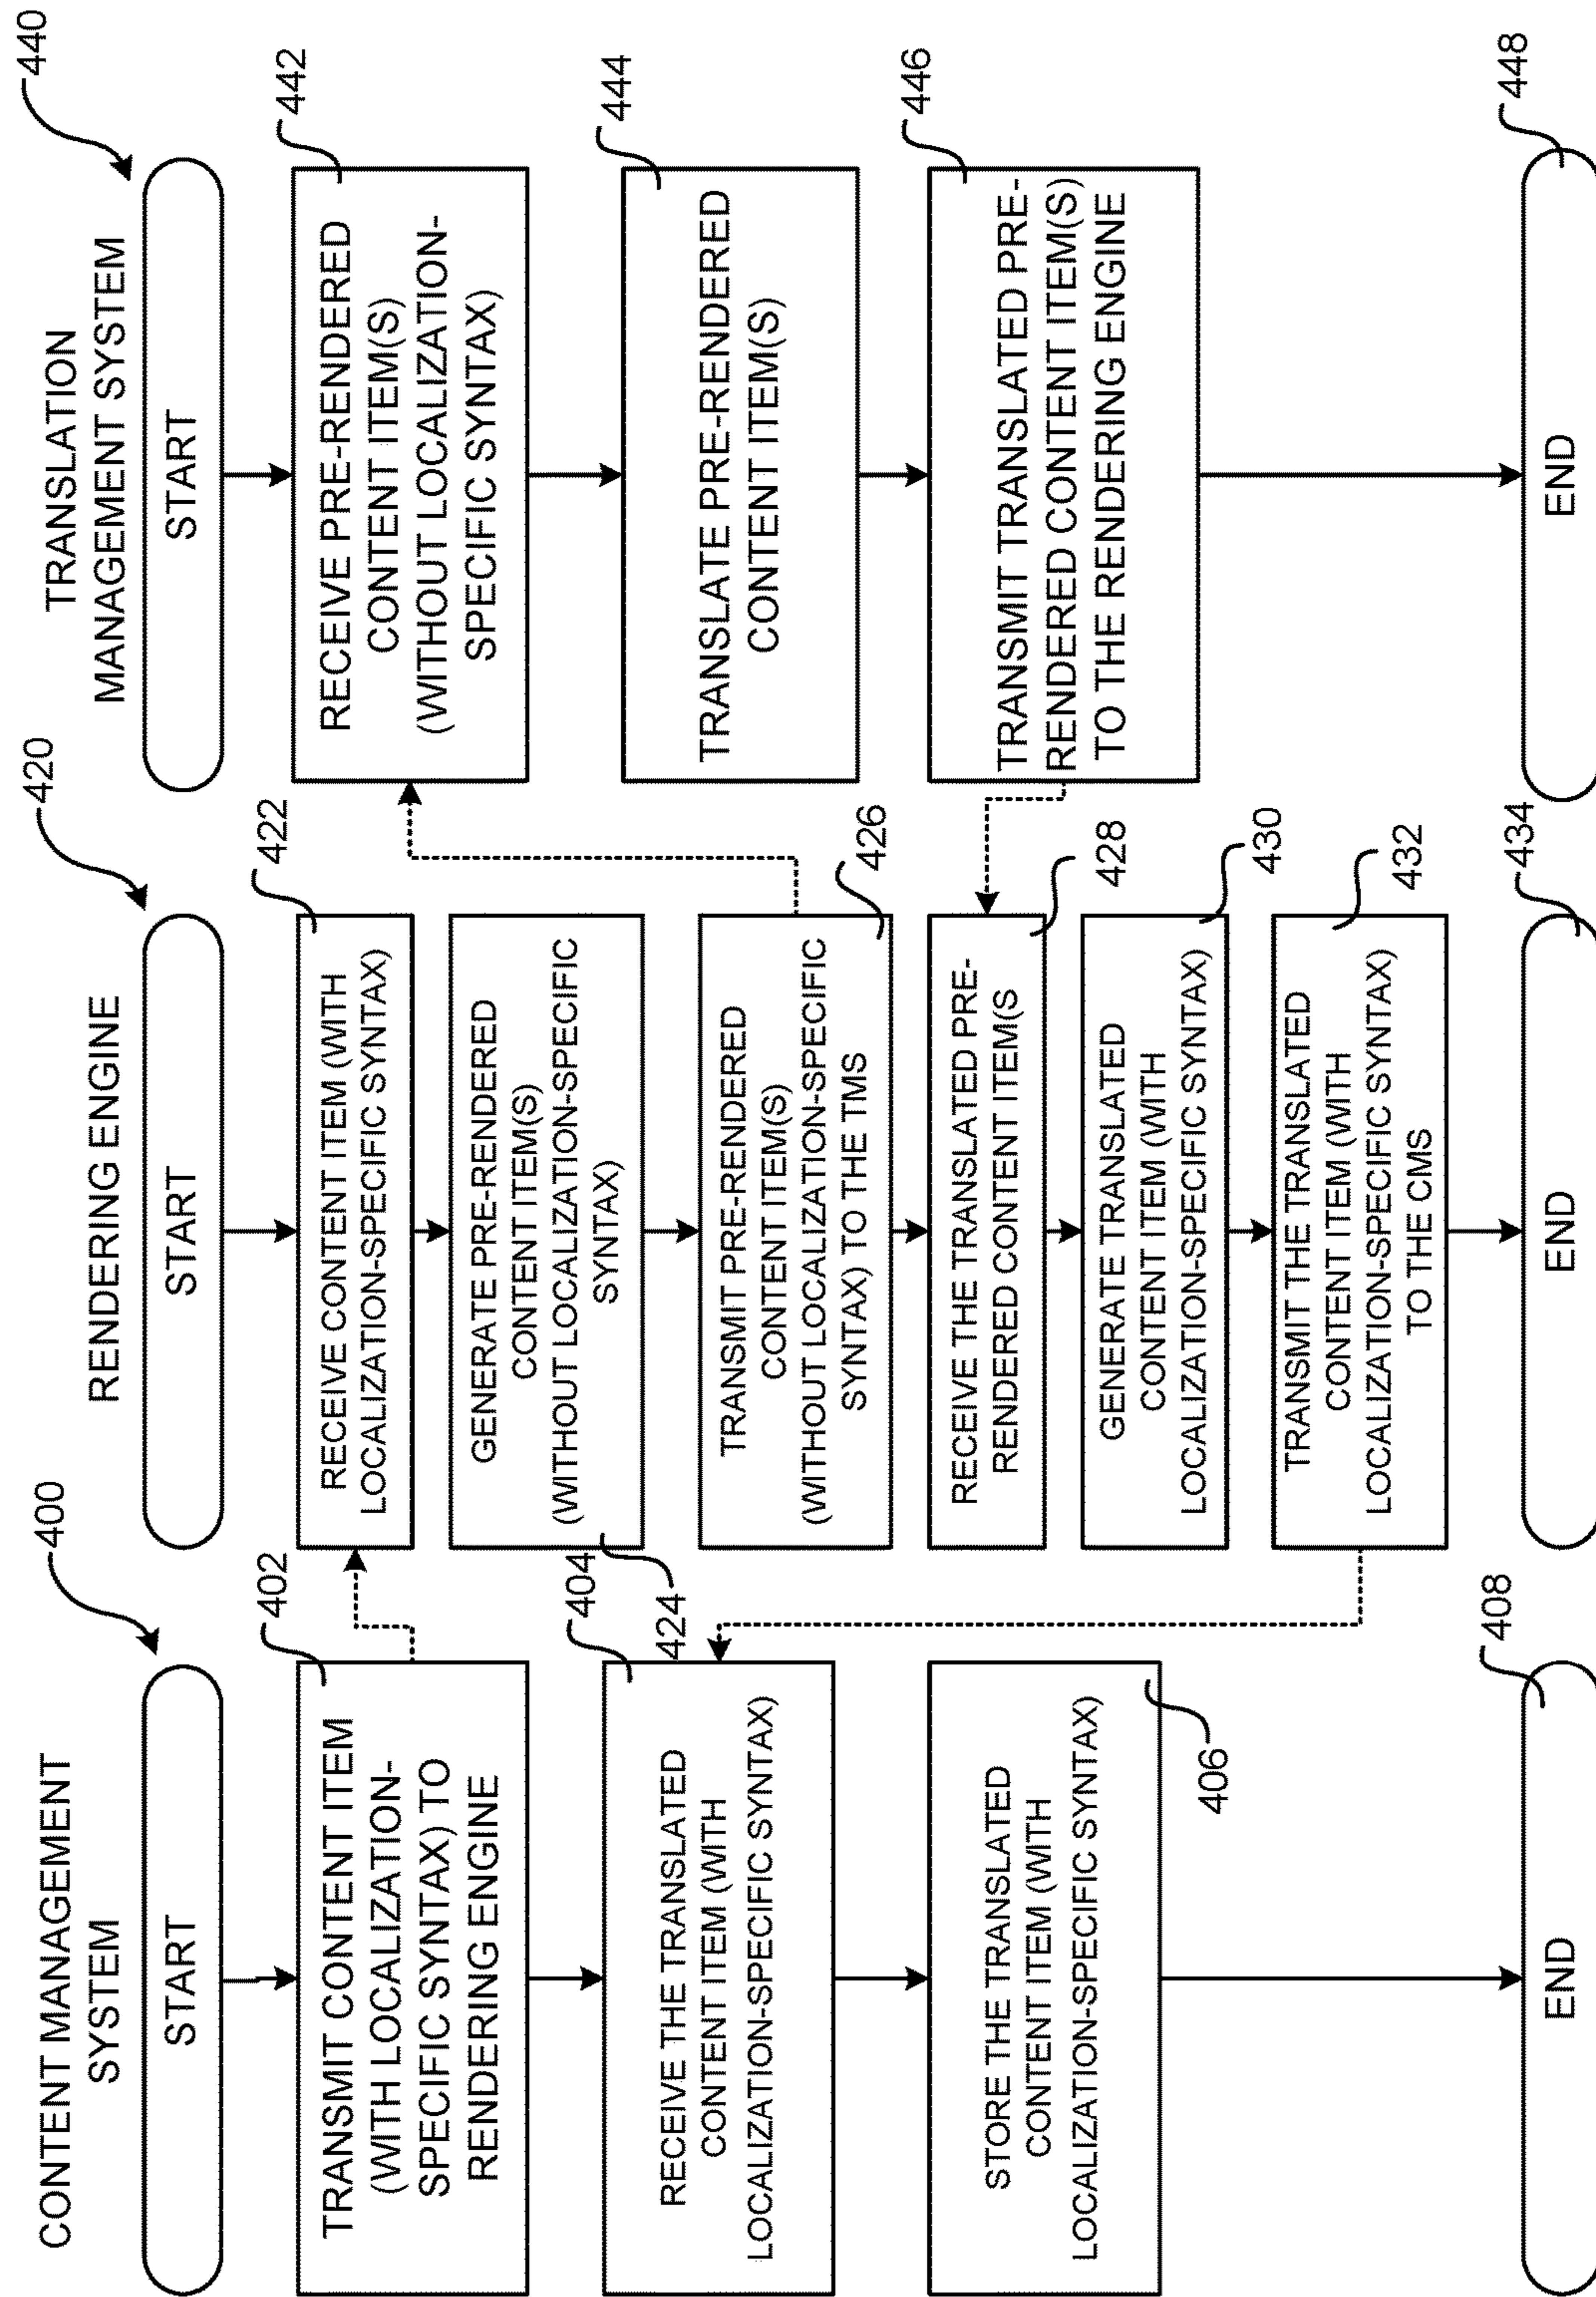 CONTENT MANAGEMENT
SYSTEM
400
START
402
TRANSMIT CONTENT ITEM
(WITH LOCALIZATION-
SPECIFIC SYNTAX) TO
RENDERING ENGINE
404
RECEIVE THE TRANSLATED
CONTENT ITEM (WITH
LOCALIZATION-SPECIFIC SYNTAX)
406
STORE THE TRANSLATED
CONTENT ITEM (WITH
LOCALIZATION-SPECIFIC SYNTAX)
408
END
RENDERING ENGINE
420
START
422
RECEIVE CONTENT ITEM (WITH
LOCALIZATION-SPECIFIC SYNTAX)
424
GENERATE PRE-RENDERED
CONTENT ITEM(S)
(WITHOUT LOCALIZATION-SPECIFIC
SYNTAX)
426
TRANSMIT PRE-RENDERED
CONTENT ITEM(S)
(WITHOUT LOCALIZATION-SPECIFIC
SYNTAX) TO THE TMS
428
RECEIVE THE TRANSLATED PRE-
RENDERED CONTENT ITEM(S
430
GENERATE TRANSLATED
CONTENT ITEM (WITH
LOCALIZATION-SPECIFIC SYNTAX)
432
TRANSMIT THE TRANSLATED
CONTENT ITEM (WITH
LOCALIZATION-SPECIFIC SYNTAX)
TO THE CMS
434
END
TRANSLATION
MANAGEMENT SYSTEM
440
START
442
RECEIVE PRE-RENDERED
CONTENT ITEM(S)
(WITHOUT LOCALIZATION-
SPECIFIC SYNTAX)
444
TRANSLATE PRE-RENDERED
CONTENT ITEM(S)
446
TRANSMIT TRANSLATED PRE-
RENDERED CONTENT ITEM(S)
TO THE RENDERING ENGINE
448
END